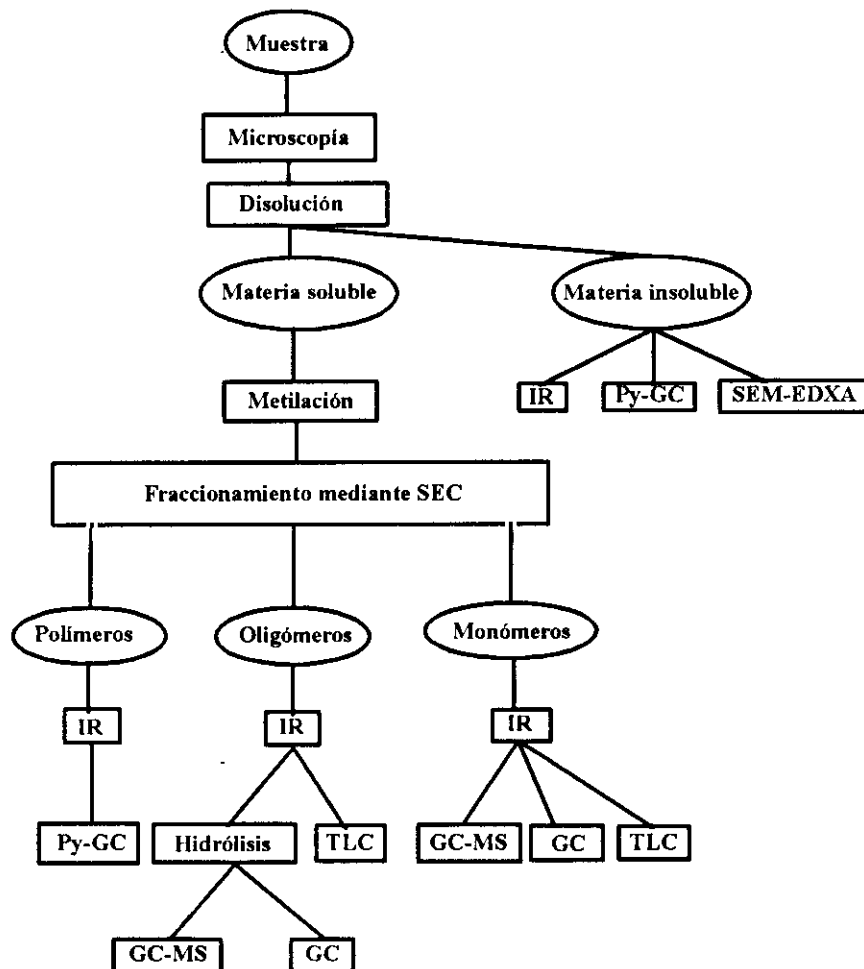 Muestra
Microscopía
Disolución
Materia soluble
Materia insoluble
Metilación
IR
Py-GC
SEM-EDXA
Fraccionamiento mediante SEC
Polímeros
Oligómeros
Monómeros
IR
IR
IR
Py-GC
Hidrólisis
TLC
GC-MS
GC
TLC
GC-MS
GC